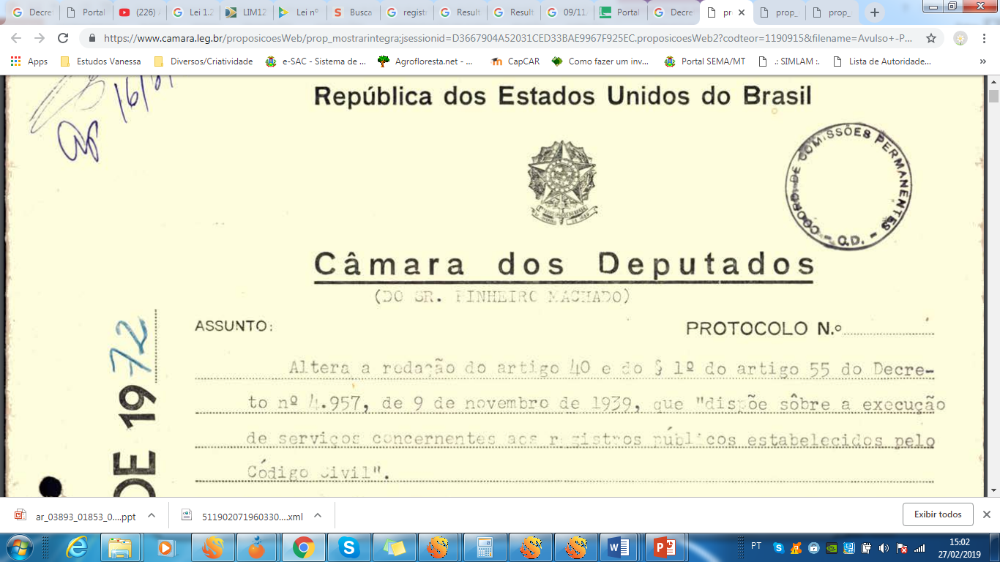 Decre
Portal
(226)
Lei 1.2
LIM12
Lei nº
Busca
registr
Result
Result
09/11/
Portal
Decre
pr
prop_
prop_
https://www.camara.leg.br/proposicoesWeb/prop_mostrarintegra;jsessionid=D3667904A52031CED33BAE9967F925EC.proposicoesWeb2?codteor=1190915&filename=Avulso+-P...
Apps
Estudos Vanessa
Diversos/Criatividade
e-SAC - Sistema de ...
Agrofloresta.net - ...
CapCAR
Como fazer um inv...
Portal SEMA/MT
.: SIMLAM :.
Lista de Autoridade...
»
República dos Estados Unidos do Brasil
COORD. DE COMISSÕES PERMANENTES - C.D. -
Câmara dos Deputados
(DO SR. PINHEIRO MACHADO)
ASSUNTO:
PROTOCOLO N.º
Altera a redação do artigo 40 e do § 1º do artigo 55 do Decre-
to nº 4.957, de 9 de novembro de 1939, que "dispõe sôbre a execução
de serviços concernentes aos registros públicos estabelecidos pelo
Código Civil".
DE 1972
ar_03893_01853_0....ppt
511902071960330....xml
Exibir todos
PT
15:02
27/02/2019